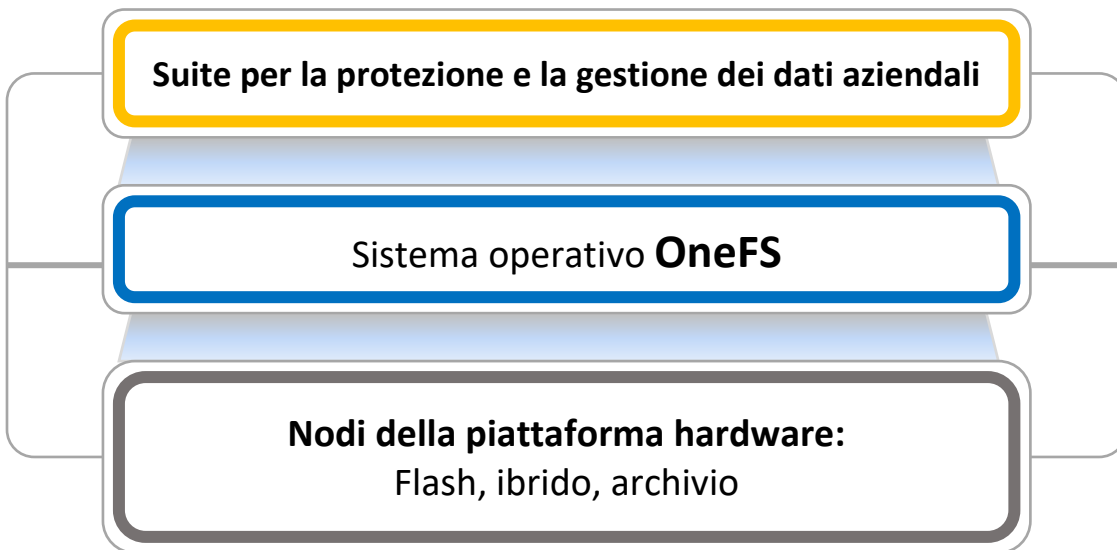 Suite per la protezione e la gestione dei dati aziendali
Sistema operativo OneFS
Nodi della piattaforma hardware:
Flash, ibrido, archivio